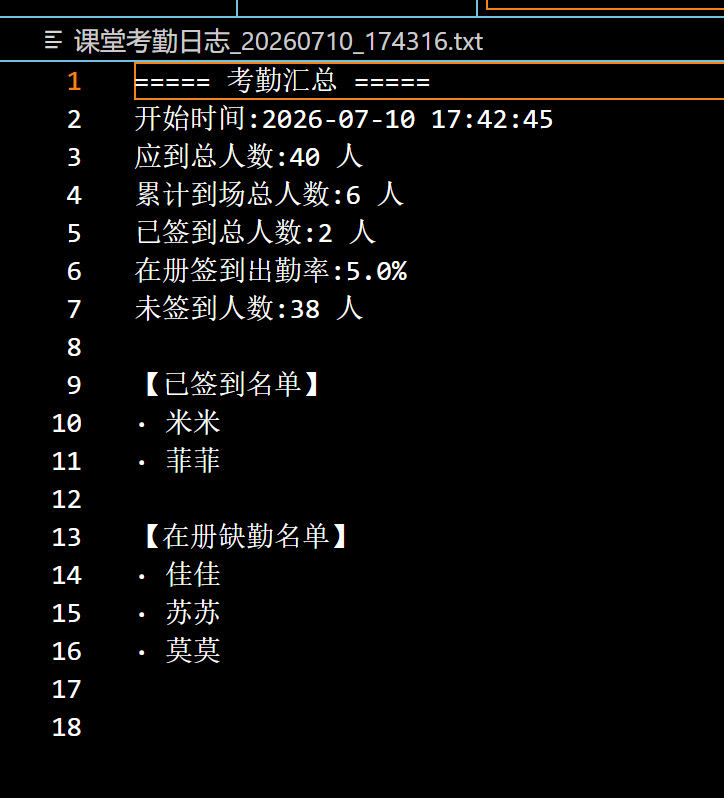 课堂考勤日志_20260710_174316.txt
1 ===== 考勤汇总 =====
2 开始时间:2026-07-10 17:42:45
3 应到总人数:40 人
4 累计到场总人数:6 人
5 已签到总人数:2 人
6 在册签到出勤率:5.0%
7 未签到人数:38 人
8
9 【已签到名单】
10 · 米米
11 · 菲菲
12
13 【在册缺勤名单】
14 · 佳佳
15 · 苏苏
16 · 莫莫
17
18